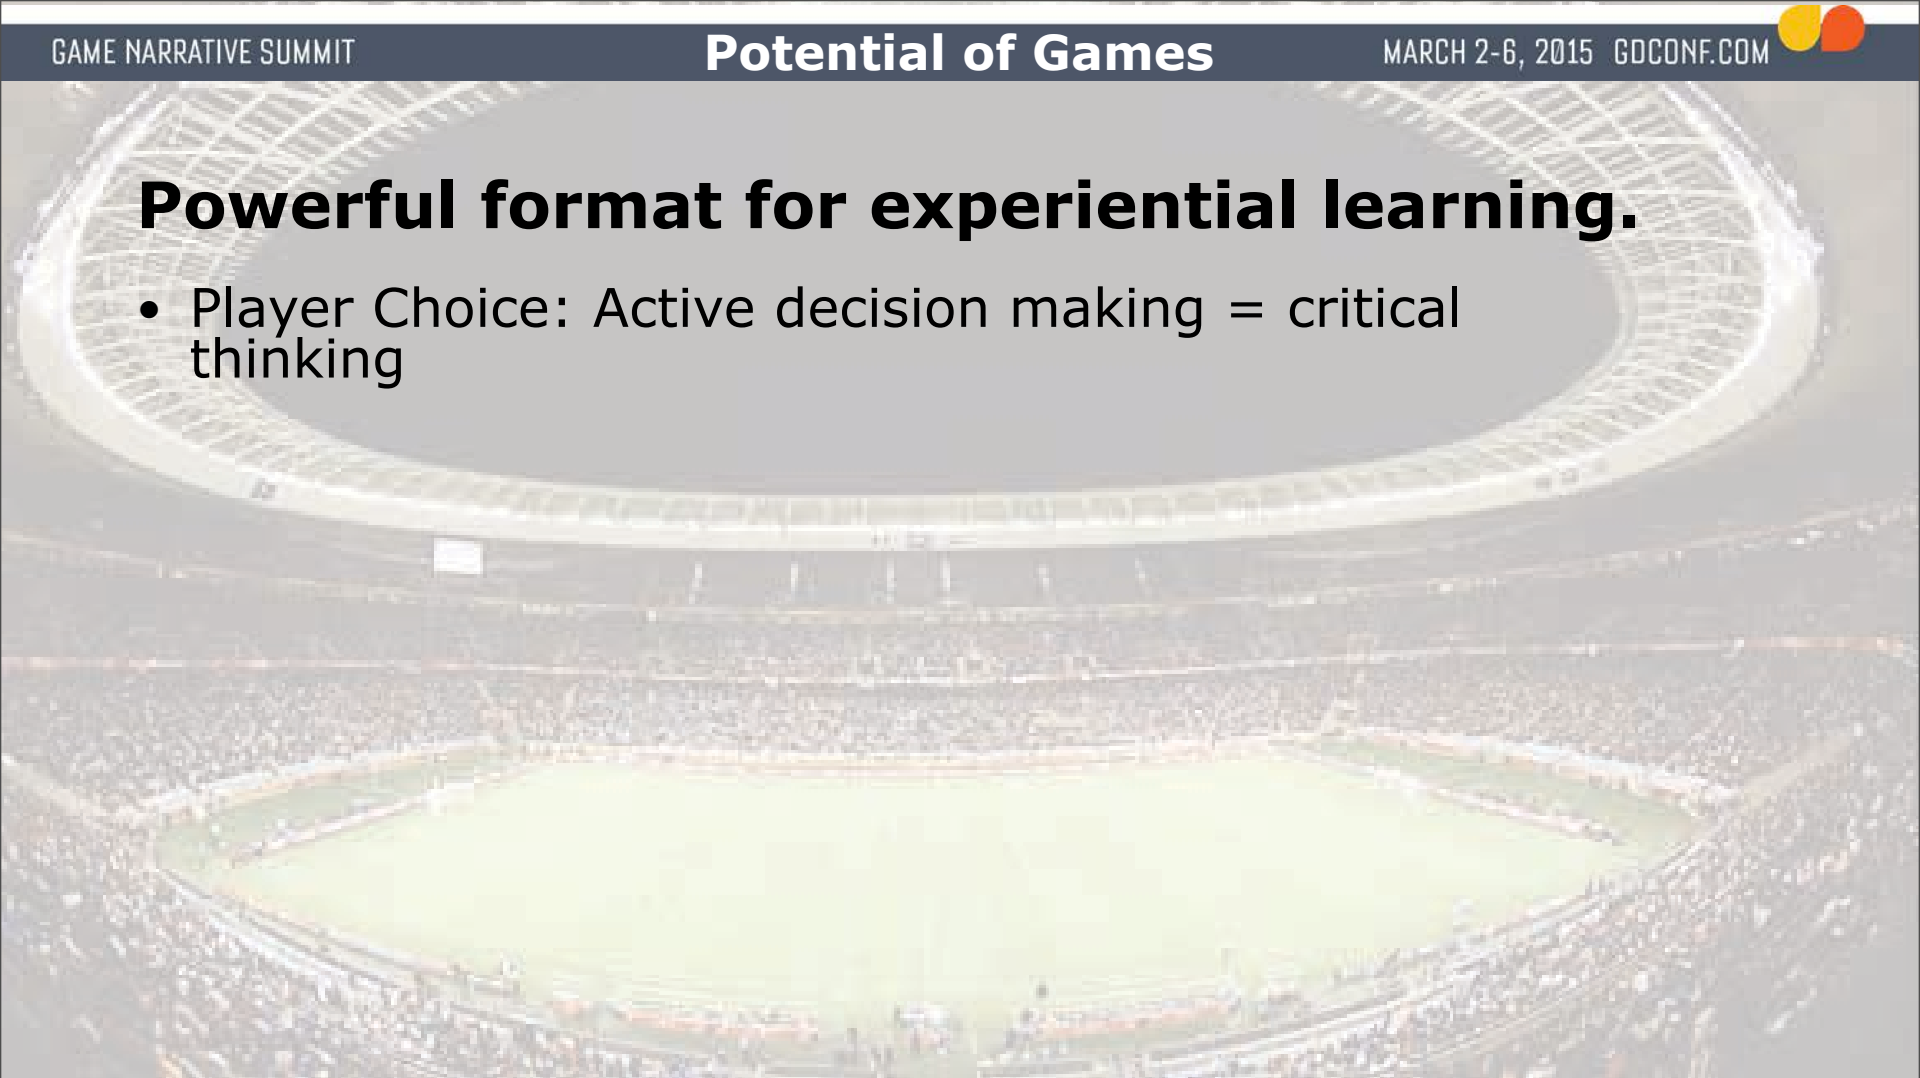 GAME NARRATIVE SUMMIT
Potential of Games
MARCH 2-6, 2015 GDCONF.COM
Powerful format for experiential learning.
• Player Choice: Active decision making = critical
thinking